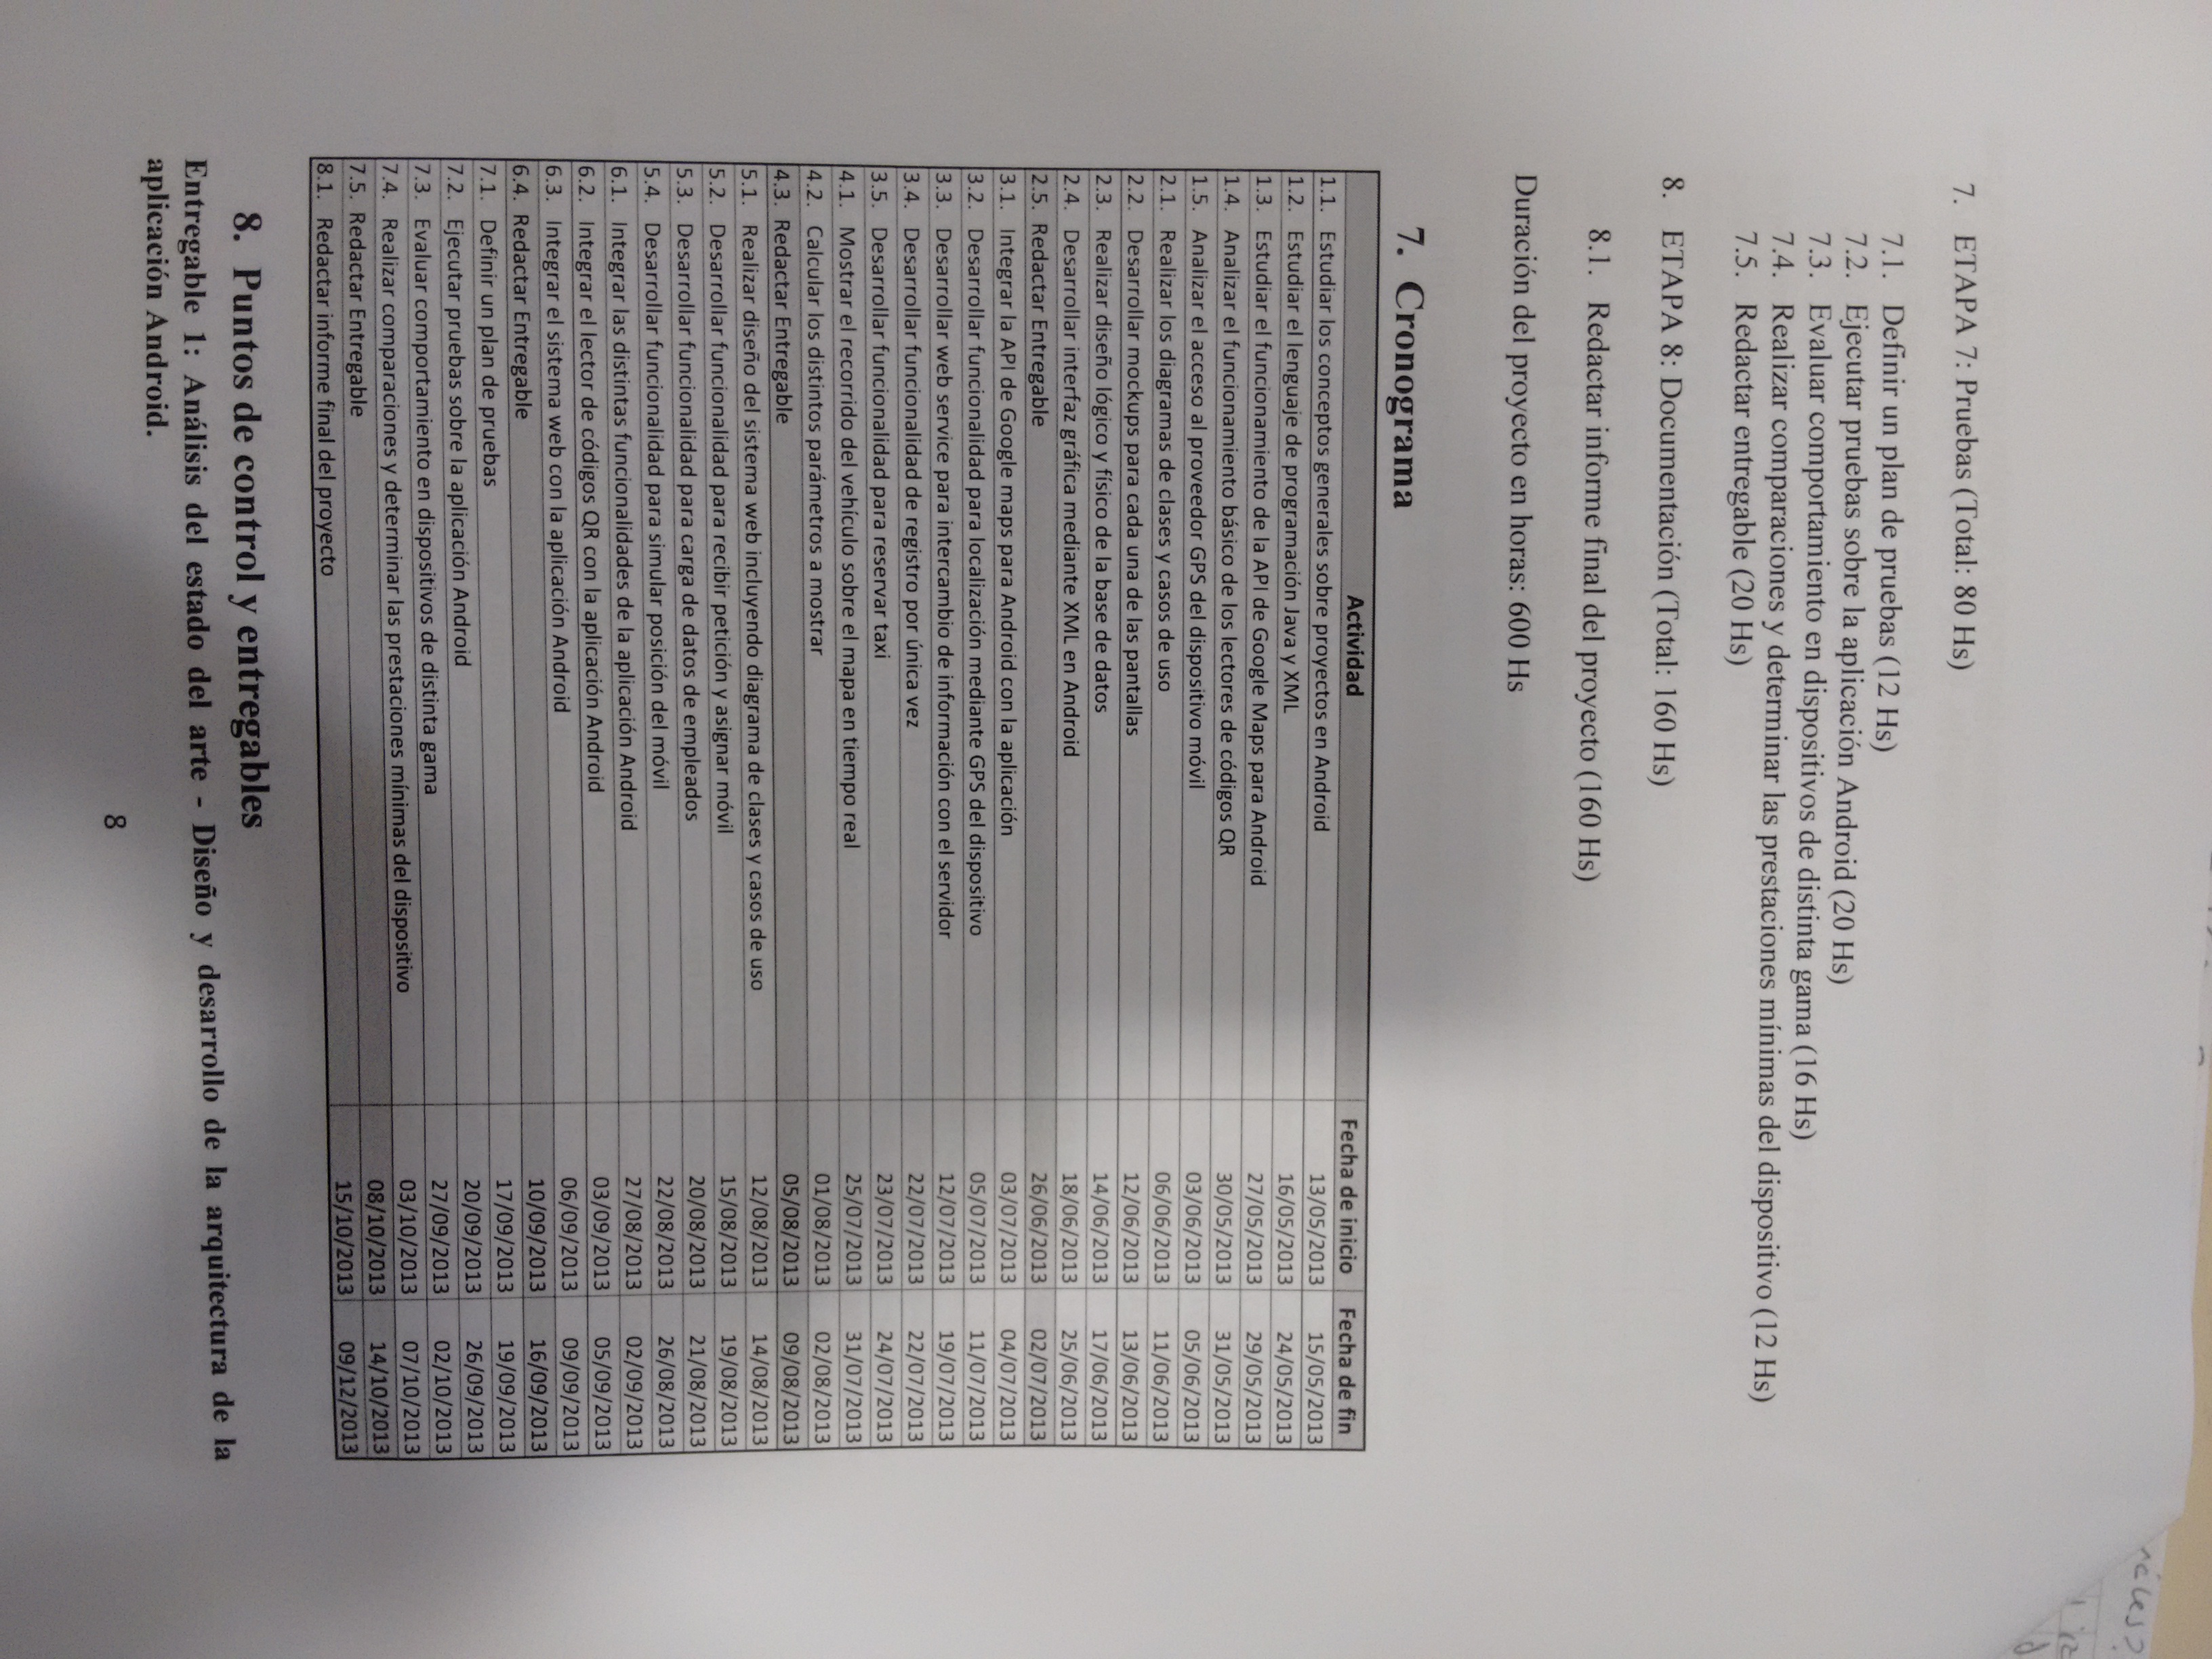 7. ETAPA 7: Pruebas (Total: 80 Hs)
7.1. Definir un plan de pruebas (12 Hs)
7.2. Ejecutar pruebas sobre la aplicación Android (20 Hs)
7.3. Evaluar comportamiento en dispositivos de distinta gama (16 Hs)
7.4. Realizar comparaciones y determinar las prestaciones mínimas del dispositivo (12 Hs)
7.5. Redactar entregable (20 Hs)
8. ETAPA 8: Documentación (Total: 160 Hs)
8.1. Redactar informe final del proyecto (160 Hs)
Duración del proyecto en horas: 600 Hs
7. Cronograma
Actividad Fecha de inicio Fecha de fin
1.1. Estudiar los conceptos generales sobre proyectos en Android 13/05/2013 15/05/2013
1.2. Estudiar el lenguaje de programación Java y XML 16/05/2013 24/05/2013
1.3. Estudiar el funcionamiento de la API de Google Maps para Android 27/05/2013 29/05/2013
1.4. Analizar el funcionamiento básico de los lectores de códigos QR 30/05/2013 31/05/2013
1.5. Analizar el acceso al proveedor GPS del dispositivo móvil 03/06/2013 05/06/2013
2.1. Realizar los diagramas de clases y casos de uso 06/06/2013 11/06/2013
2.2. Desarrollar mockups para cada una de las pantallas 12/06/2013 13/06/2013
2.3. Realizar diseño lógico y físico de la base de datos 14/06/2013 17/06/2013
2.4. Desarrollar interfaz gráfica mediante XML en Android 18/06/2013 25/06/2013
2.5. Redactar Entregable 26/06/2013 02/07/2013
3.1. Integrar la API de Google maps para Android con la aplicación 03/07/2013 04/07/2013
3.2. Desarrollar funcionalidad para localización mediante GPS del dispositivo 05/07/2013 11/07/2013
3.3. Desarrollar web service para intercambio de información con el servidor 12/07/2013 19/07/2013
3.4. Desarrollar funcionalidad de registro por única vez 22/07/2013 22/07/2013
3.5. Desarrollar funcionalidad para reservar taxi 23/07/2013 24/07/2013
4.1. Mostrar el recorrido del vehículo sobre el mapa en tiempo real 25/07/2013 31/07/2013
4.2. Calcular los distintos parámetros a mostrar 01/08/2013 02/08/2013
4.3. Redactar Entregable 05/08/2013 09/08/2013
5.1. Realizar diseño del sistema web incluyendo diagrama de clases y casos de uso 12/08/2013 14/08/2013
5.2. Desarrollar funcionalidad para recibir petición y asignar móvil 15/08/2013 19/08/2013
5.3. Desarrollar funcionalidad para carga de datos de empleados 20/08/2013 21/08/2013
5.4. Desarrollar funcionalidad para simular posición del móvil 22/08/2013 26/08/2013
6.1. Integrar las distintas funcionalidades de la aplicación Android 27/08/2013 02/09/2013
6.2. Integrar el lector de códigos QR con la aplicación Android 03/09/2013 05/09/2013
6.3. Integrar el sistema web con la aplicación Android 06/09/2013 09/09/2013
6.4. Redactar Entregable 10/09/2013 16/09/2013
7.1. Definir un plan de pruebas 17/09/2013 19/09/2013
7.2. Ejecutar pruebas sobre la aplicación Android 20/09/2013 26/09/2013
7.3. Evaluar comportamiento en dispositivos de distinta gama 27/09/2013 02/10/2013
7.4. Realizar comparaciones y determinar las prestaciones mínimas del dispositivo 03/10/2013 07/10/2013
7.5. Redactar Entregable 08/10/2013 14/10/2013
8.1. Redactar informe final del proyecto 15/10/2013 09/12/2013
8. Puntos de control y entregables
Entregable 1: Análisis del estado del arte - Diseño y desarrollo de la arquitectura de la
aplicación Android.
8